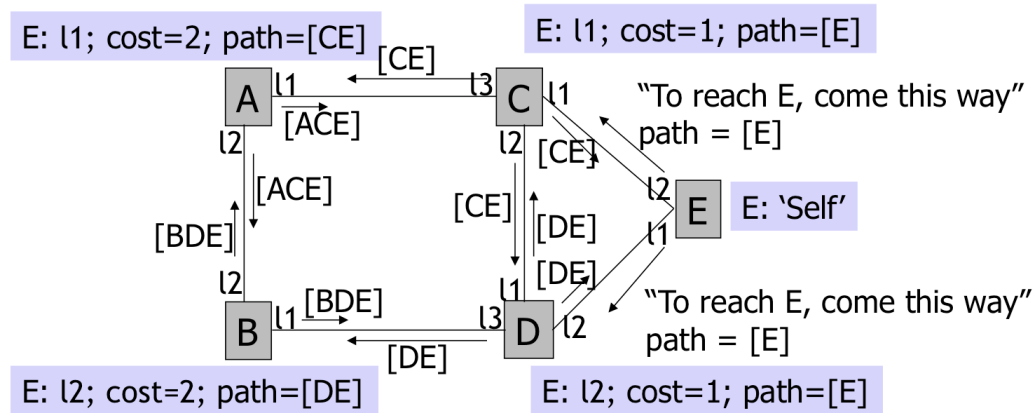 E: l1; cost=2; path=[CE]
E: l1; cost=1; path=[E]
[CE]
A
l1
l3
C
l1
[ACE]
l2
l2
[CE]
“To reach E, come this way”
path = [E]
[ACE]
[CE]
l2
E
E: ‘Self’
[BDE]
[DE]
l1
[DE]
l2
l1
B
l1
[BDE]
l3
D
l2
“To reach E, come this way”
path = [E]
[DE]
E: l2; cost=2; path=[DE]
E: l2; cost=1; path=[E]